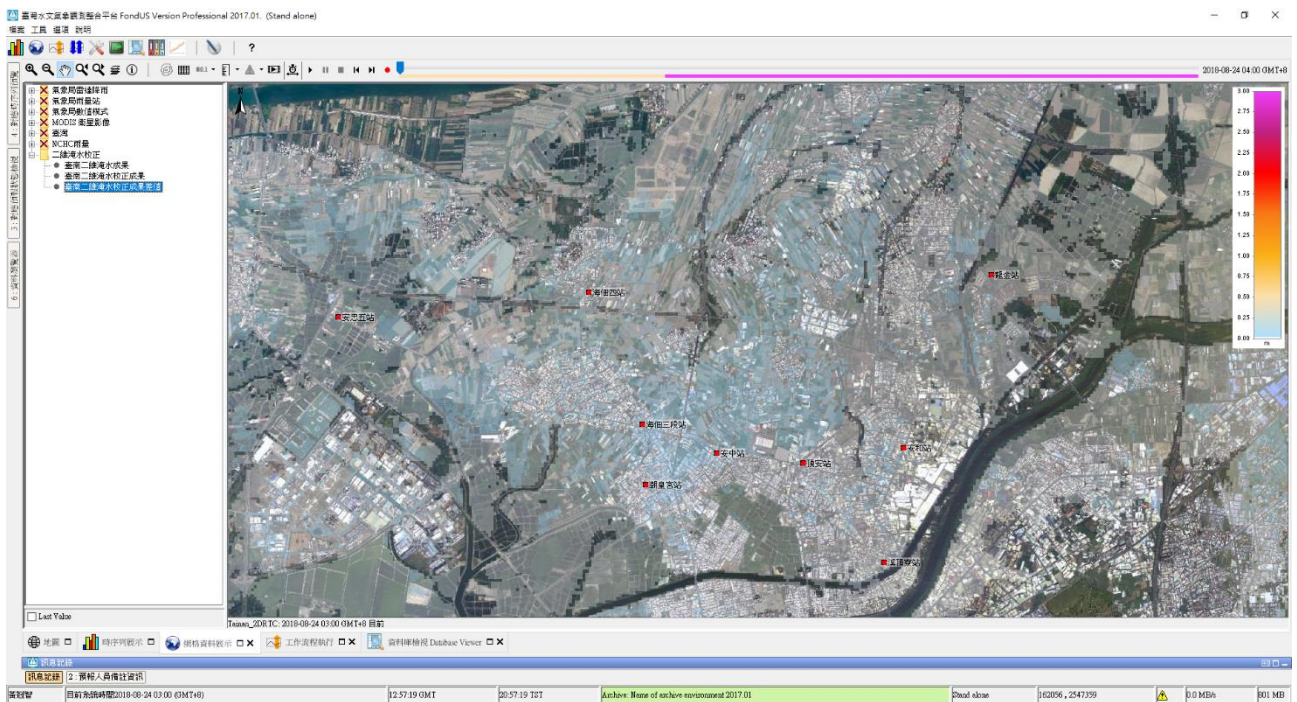 臺灣水文氣象觀測整合平台 FondUS Version Professional 2017.01. (Stand alone)
檔案 工具 選項 說明
?
2018-08-24 04:00 GMT+8
氣象局雷達降雨
氣象局雨量站
氣象局數值模式
MODIS 衛星影像
臺灣
NCHC雨量
二維淹水校正
臺南二維淹水成果
臺南二維淹水校正成果
臺南二維淹水校正成果差值
3.00
2.75
2.50
2.25
2.00
1.75
1.50
1.25
1.00
0.75
0.50
0.25
0.00
m
海佃四站
安忠五站
海佃三段站
安中站
頂安站
安和站
朝皇宮站
溪頂寮站
Last Value
Tainan_2DRTC: 2018-08-24 03:00 GMT+8 目前
地圖
時序列展示
網格資料展示
工作流程執行
資料庫檢視 Database Viewer
訊息記錄
訊息記錄
2 : 預報人員備註資訊
目前系統時間2018-08-24 03:00 (GMT+8)
12:57:19 GMT
20:57:19 TST
Archive: Name of archive environment 2017.01
Stand alone
162056 , 2547359
0.0 MB/s
801 MB